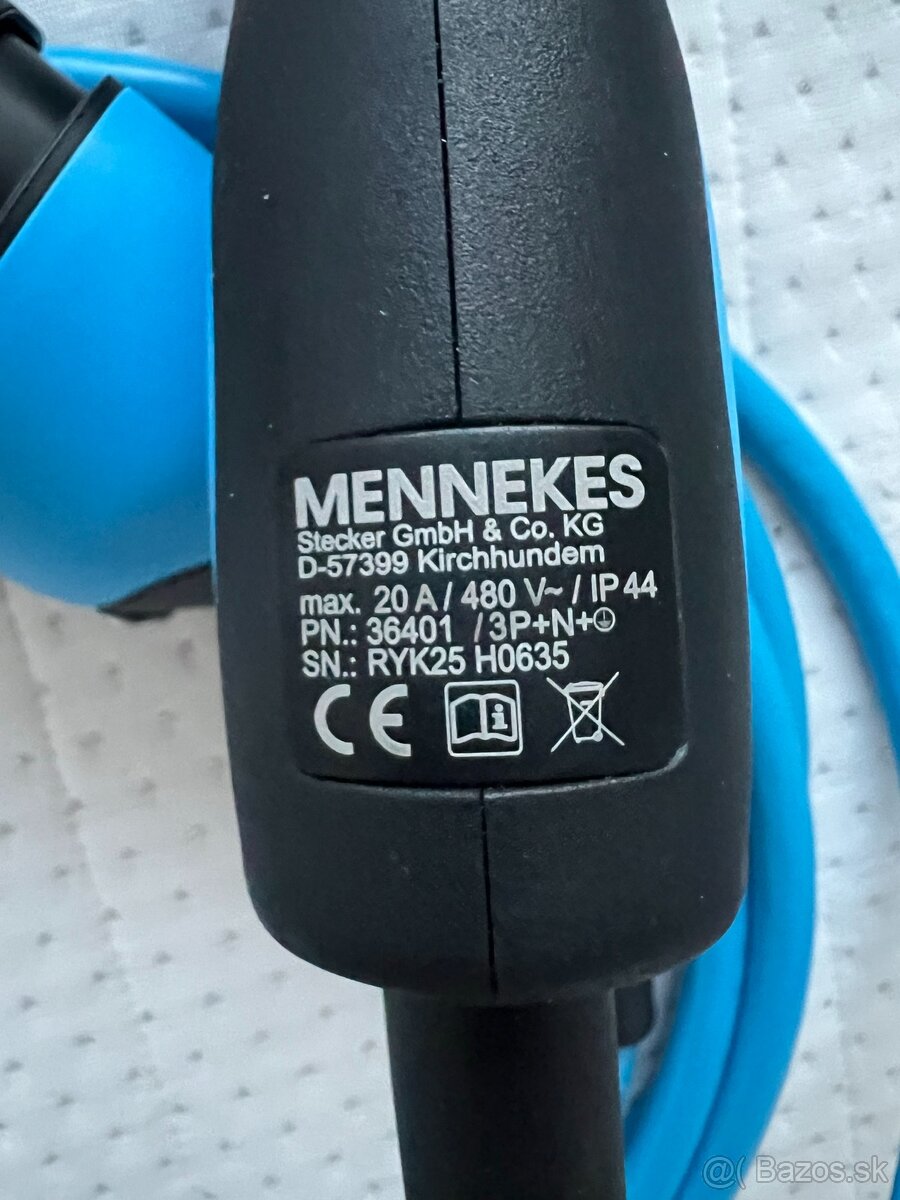 MENNEKES
Stecker GmbH & Co. KG
D-57399 Kirchhundem
max. 20 A / 480 V~ / IP 44
PN.: 36401 / 3P+N+⏚
SN.: RYK25 H0635
CE
i
@( Bazos.sk